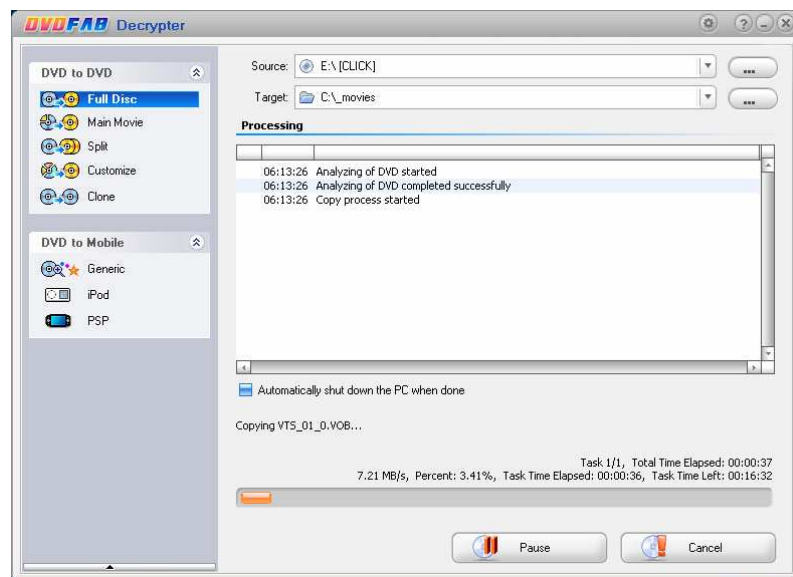 DVDFAB Decrypter
DVD to DVD
Full Disc
Main Movie
Split
Customize
Clone
DVD to Mobile
Generic
iPod
PSP
Source: E:\ [CLICK]
Target: C:\_movies
Processing
06:13:26 Analyzing of DVD started
06:13:26 Analyzing of DVD completed successfully
06:13:26 Copy process started
Automatically shut down the PC when done
Copying VTS_01_0.VOB...
Task 1/1, Total Time Elapsed: 00:00:37
7.21 MB/s, Percent: 3.41%, Task Time Elapsed: 00:00:36, Task Time Left: 00:16:32
Pause
Cancel